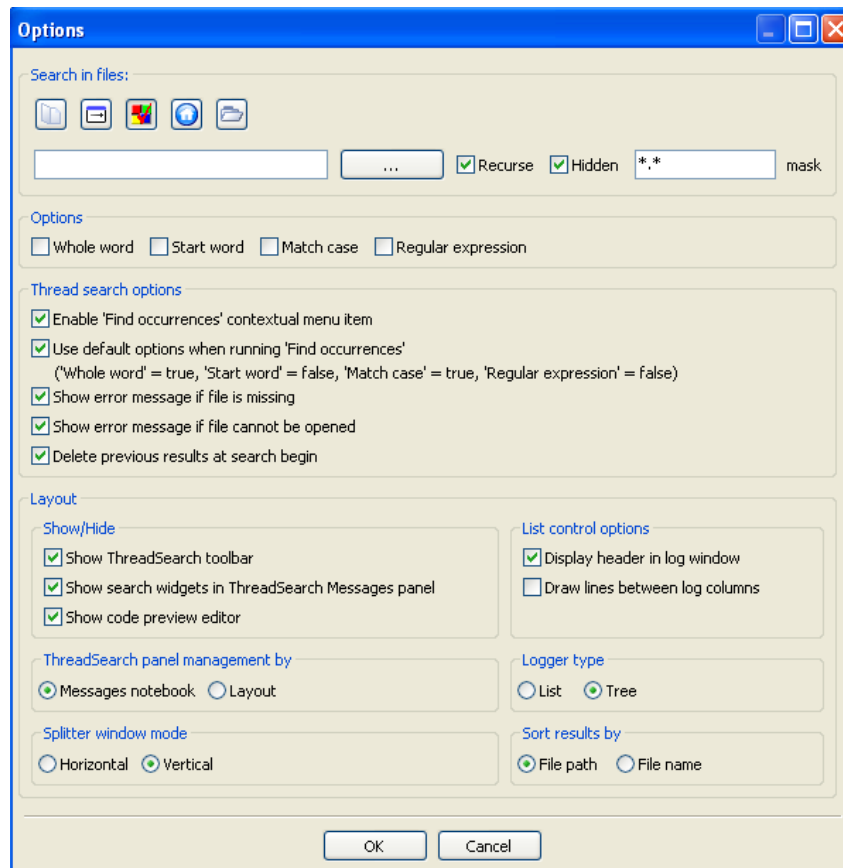 Options
Search in files:
... Recurse Hidden *.* mask
Options
Whole word Start word Match case Regular expression
Thread search options
Enable 'Find occurrences' contextual menu item
Use default options when running 'Find occurrences'
('Whole word' = true, 'Start word' = false, 'Match case' = true, 'Regular expression' = false)
Show error message if file is missing
Show error message if file cannot be opened
Delete previous results at search begin
Layout
Show/Hide
Show ThreadSearch toolbar
Show search widgets in ThreadSearch Messages panel
Show code preview editor
List control options
Display header in log window
Draw lines between log columns
ThreadSearch panel management by
Messages notebook Layout
Logger type
List Tree
Splitter window mode
Horizontal Vertical
Sort results by
File path File name
OK Cancel